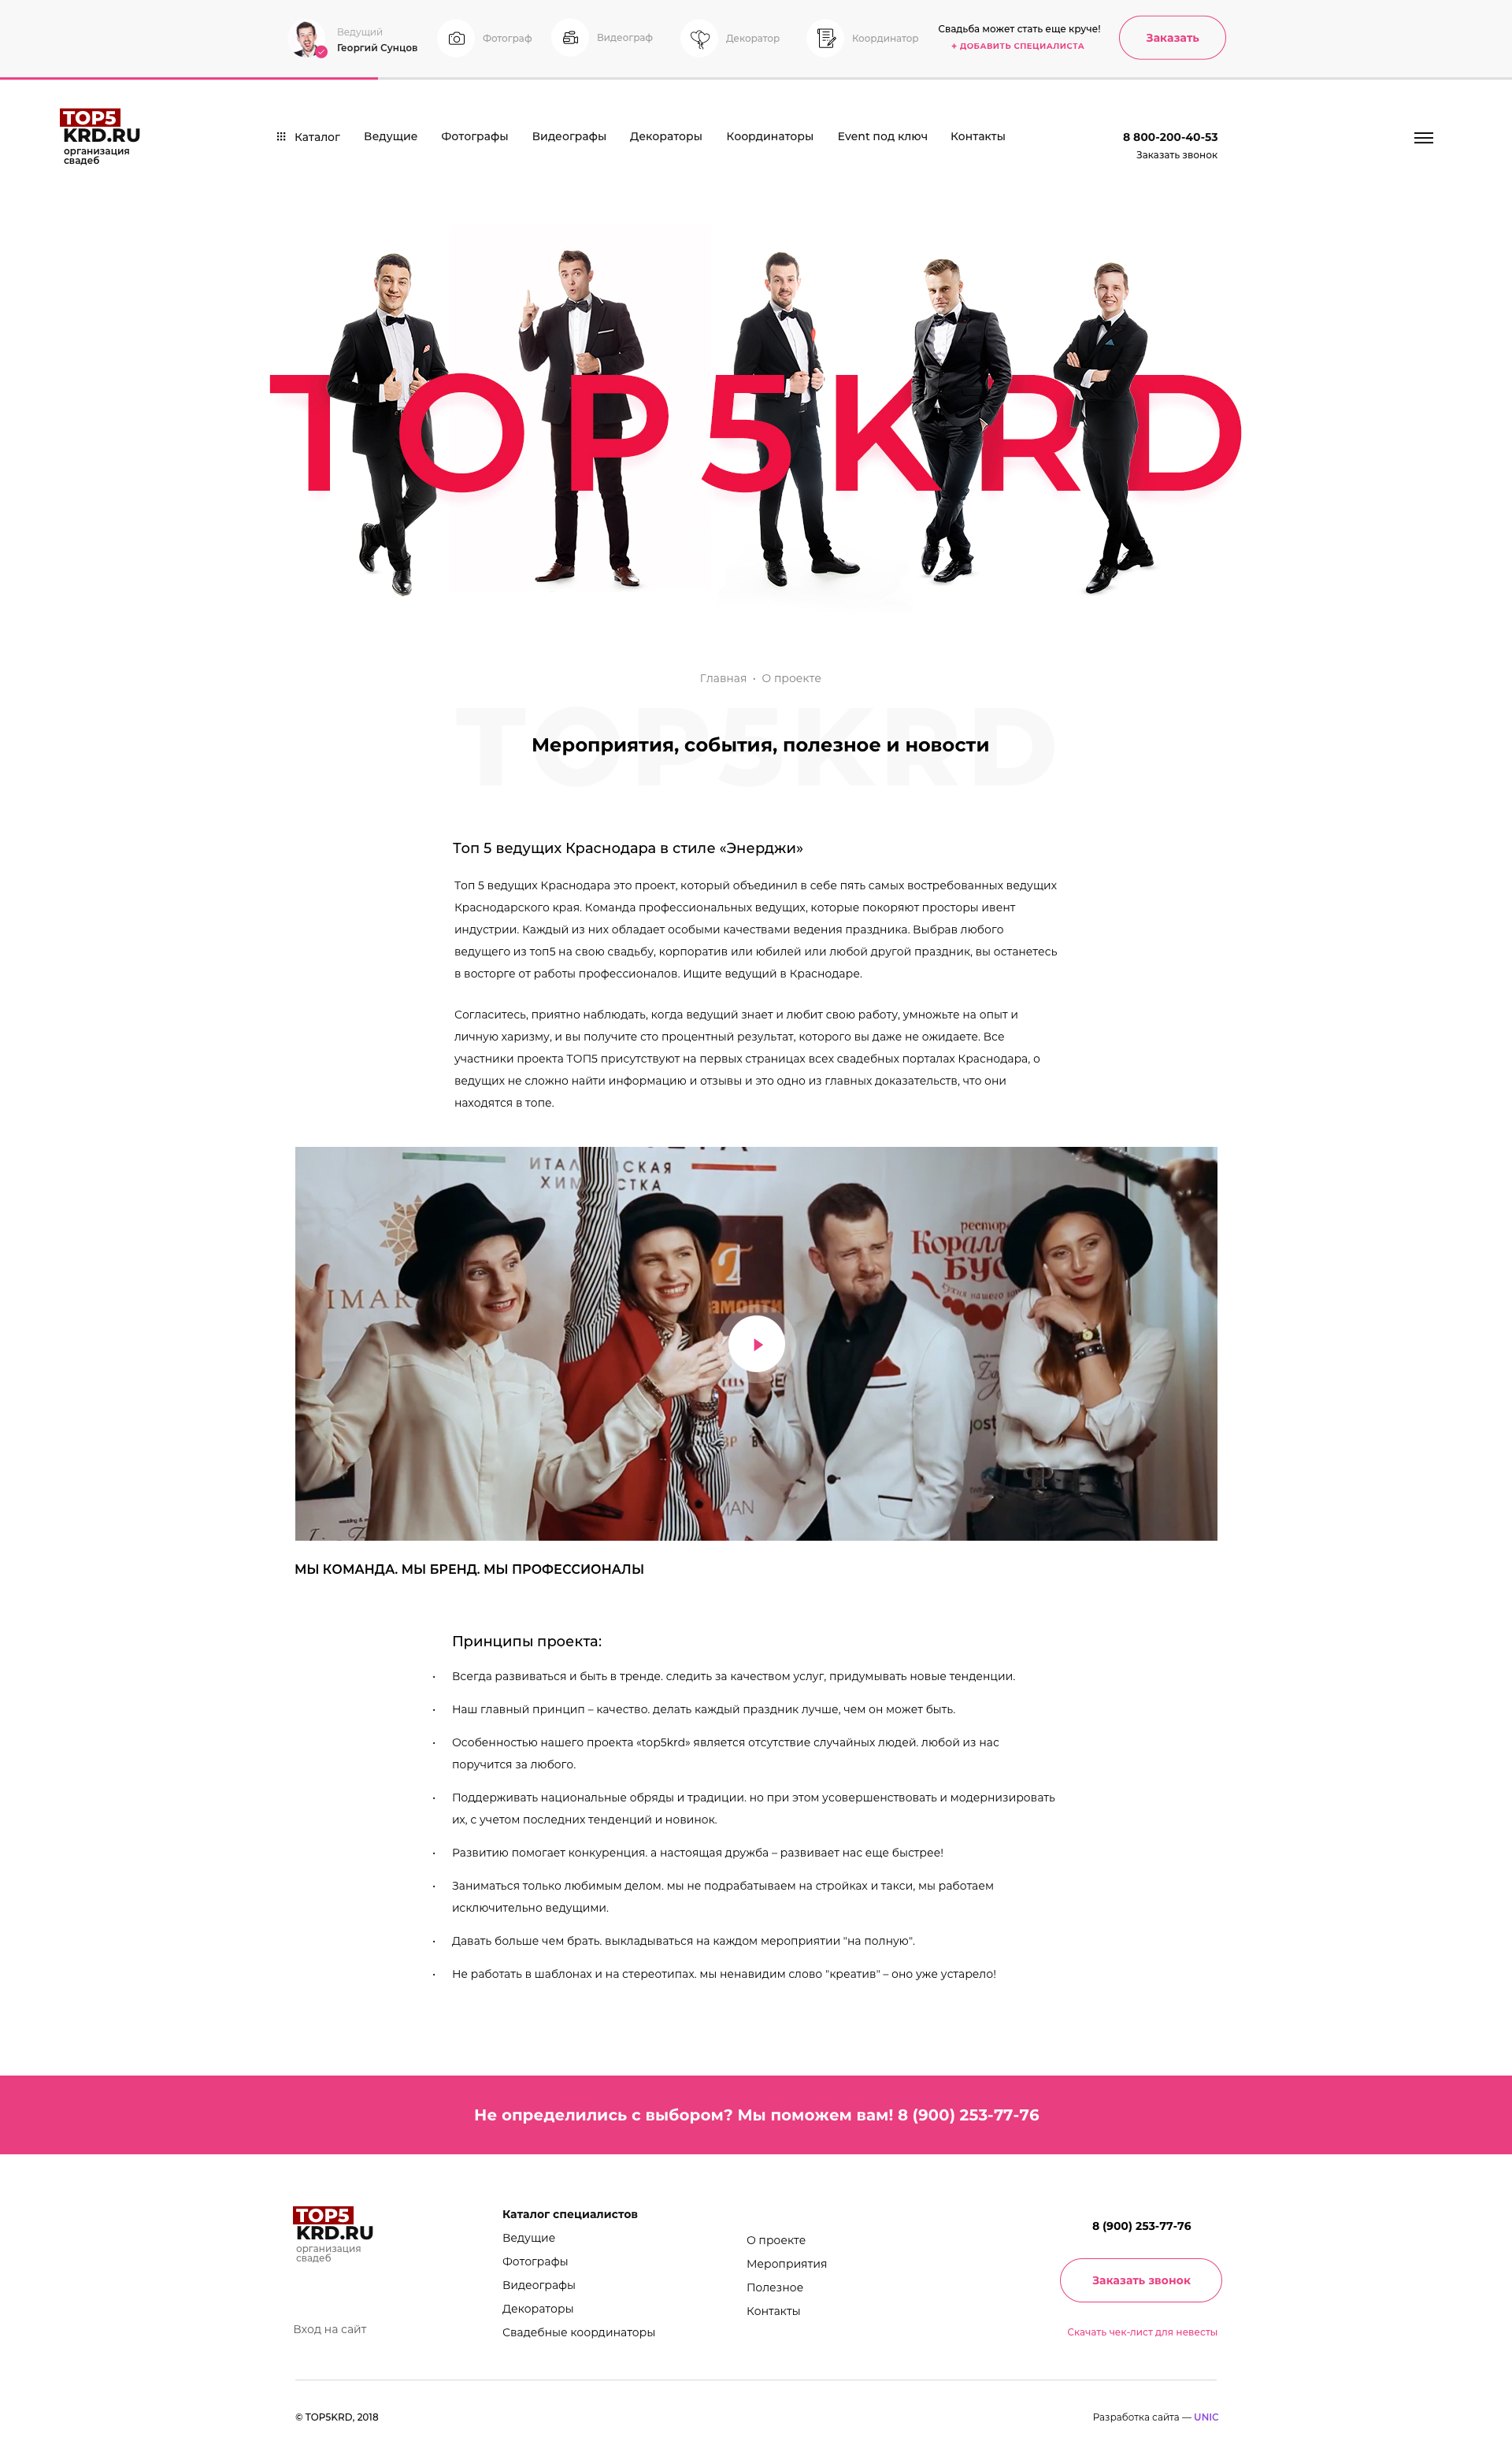 Ведущий
Георгий Сунцов
Фотограф
Видеограф
Декоратор
Координатор
Свадьба может стать еще круче!
+ ДОБАВИТЬ СПЕЦИАЛИСТА
Заказать
TOP5
KRD.RU
организация
свадеб
Каталог
Ведущие
Фотографы
Видеографы
Декораторы
Координаторы
Event под ключ
Контакты
8 800-200-40-53
Заказать звонок
TOP5KRD
Главная • О проекте
TOP5KRD
Мероприятия, события, полезное и новости
Топ 5 ведущих Краснодара в стиле «Энерджи»
Топ 5 ведущих Краснодара это проект, который объединил в себе пять самых востребованных ведущих
Краснодарского края. Команда профессиональных ведущих, которые покоряют просторы ивент
индустрии. Каждый из них обладает особыми качествами ведения праздника. Выбрав любого
ведущего из топ5 на свою свадьбу, корпоратив или юбилей или любой другой праздник, вы останетесь
в восторге от работы профессионалов. Ищите ведущий в Краснодаре.
Согласитесь, приятно наблюдать, когда ведущий знает и любит свою работу, умножьте на опыт и
личную харизму, и вы получите сто процентный результат, которого вы даже не ожидаете. Все
участники проекта ТОП5 присутствуют на первых страницах всех свадебных порталах Краснодара, о
ведущих не сложно найти информацию и отзывы и это одно из главных доказательств, что они
находятся в топе.
МЫ КОМАНДА. МЫ БРЕНД. МЫ ПРОФЕССИОНАЛЫ
Принципы проекта:
• Всегда развиваться и быть в тренде. следить за качеством услуг, придумывать новые тенденции.
• Наш главный принцип – качество. делать каждый праздник лучше, чем он может быть.
• Особенностью нашего проекта «top5krd» является отсутствие случайных людей. любой из нас
поручится за любого.
• Поддерживать национальные обряды и традиции. но при этом усовершенствовать и модернизировать
их, с учетом последних тенденций и новинок.
• Развитию помогает конкуренция. а настоящая дружба – развивает нас еще быстрее!
• Заниматься только любимым делом. мы не подрабатываем на стройках и такси, мы работаем
исключительно ведущими.
• Давать больше чем брать. выкладываться на каждом мероприятии "на полную".
• Не работать в шаблонах и на стереотипах. мы ненавидим слово "креатив" – оно уже устарело!
Не определились с выбором? Мы поможем вам! 8 (900) 253-77-76
TOP5
KRD.RU
организация
свадеб
Вход на сайт
Каталог специалистов
Ведущие
Фотографы
Видеографы
Декораторы
Свадебные координаторы
О проекте
Мероприятия
Полезное
Контакты
8 (900) 253-77-76
Заказать звонок
Скачать чек-лист для невесты
© TOP5KRD, 2018
Разработка сайта — UNIC